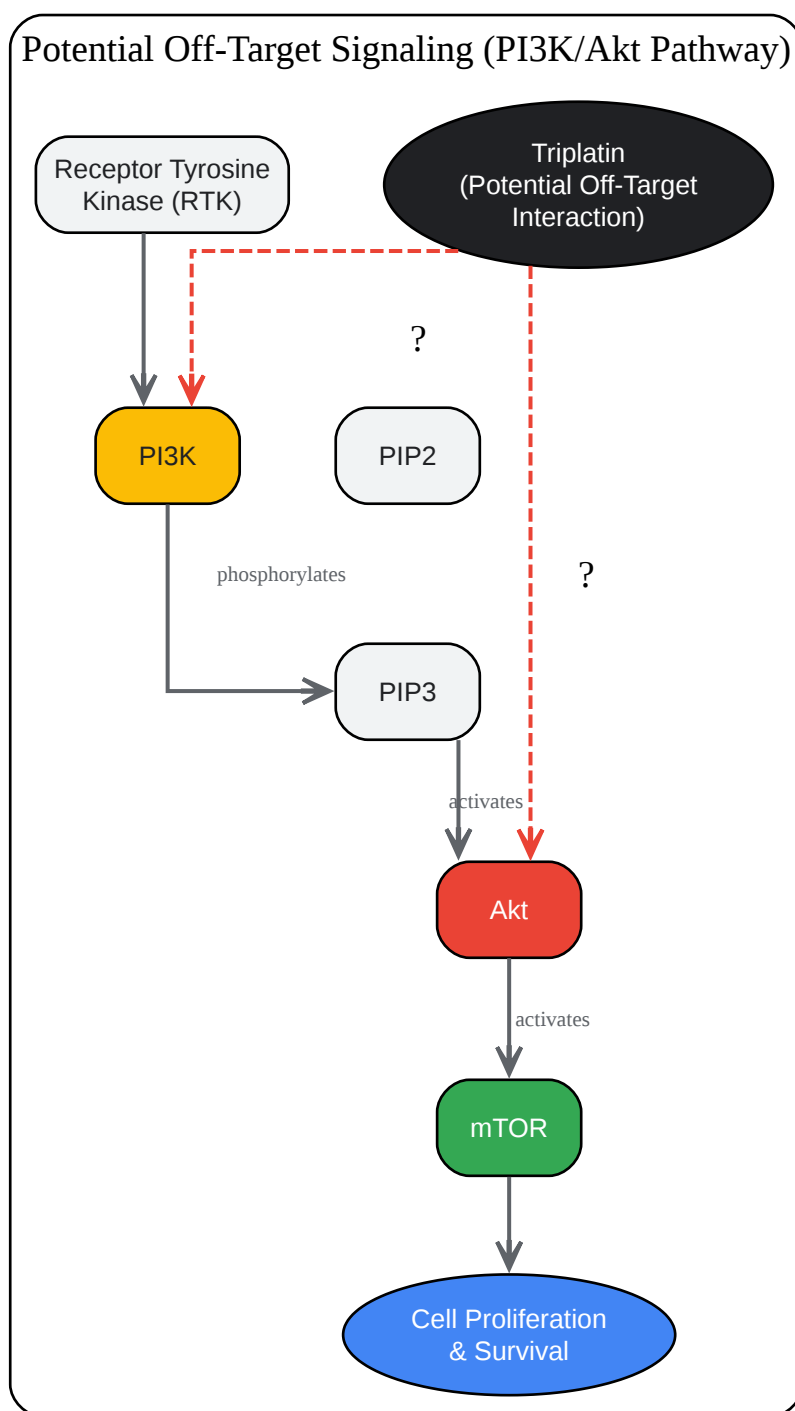 Potential Off-Target Signaling (PI3K/Akt Pathway)
Receptor Tyrosine
Kinase (RTK)
Triplatin
(Potential Off-Target
Interaction)
?
PI3K
PIP2
phosphorylates
?
PIP3
activates
Akt
activates
mTOR
Cell Proliferation
& Survival